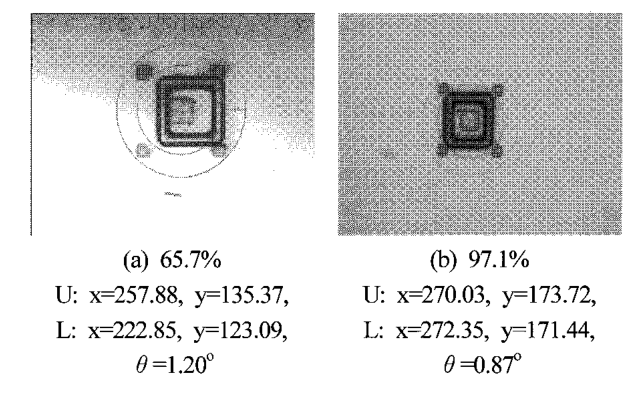 (a) 65.7%
U: x=257.88, y=135.37,
L: x=222.85, y=123.09,
θ=1.20°
(b) 97.1%
U: x=270.03, y=173.72,
L: x=272.35, y=171.44,
θ=0.87°